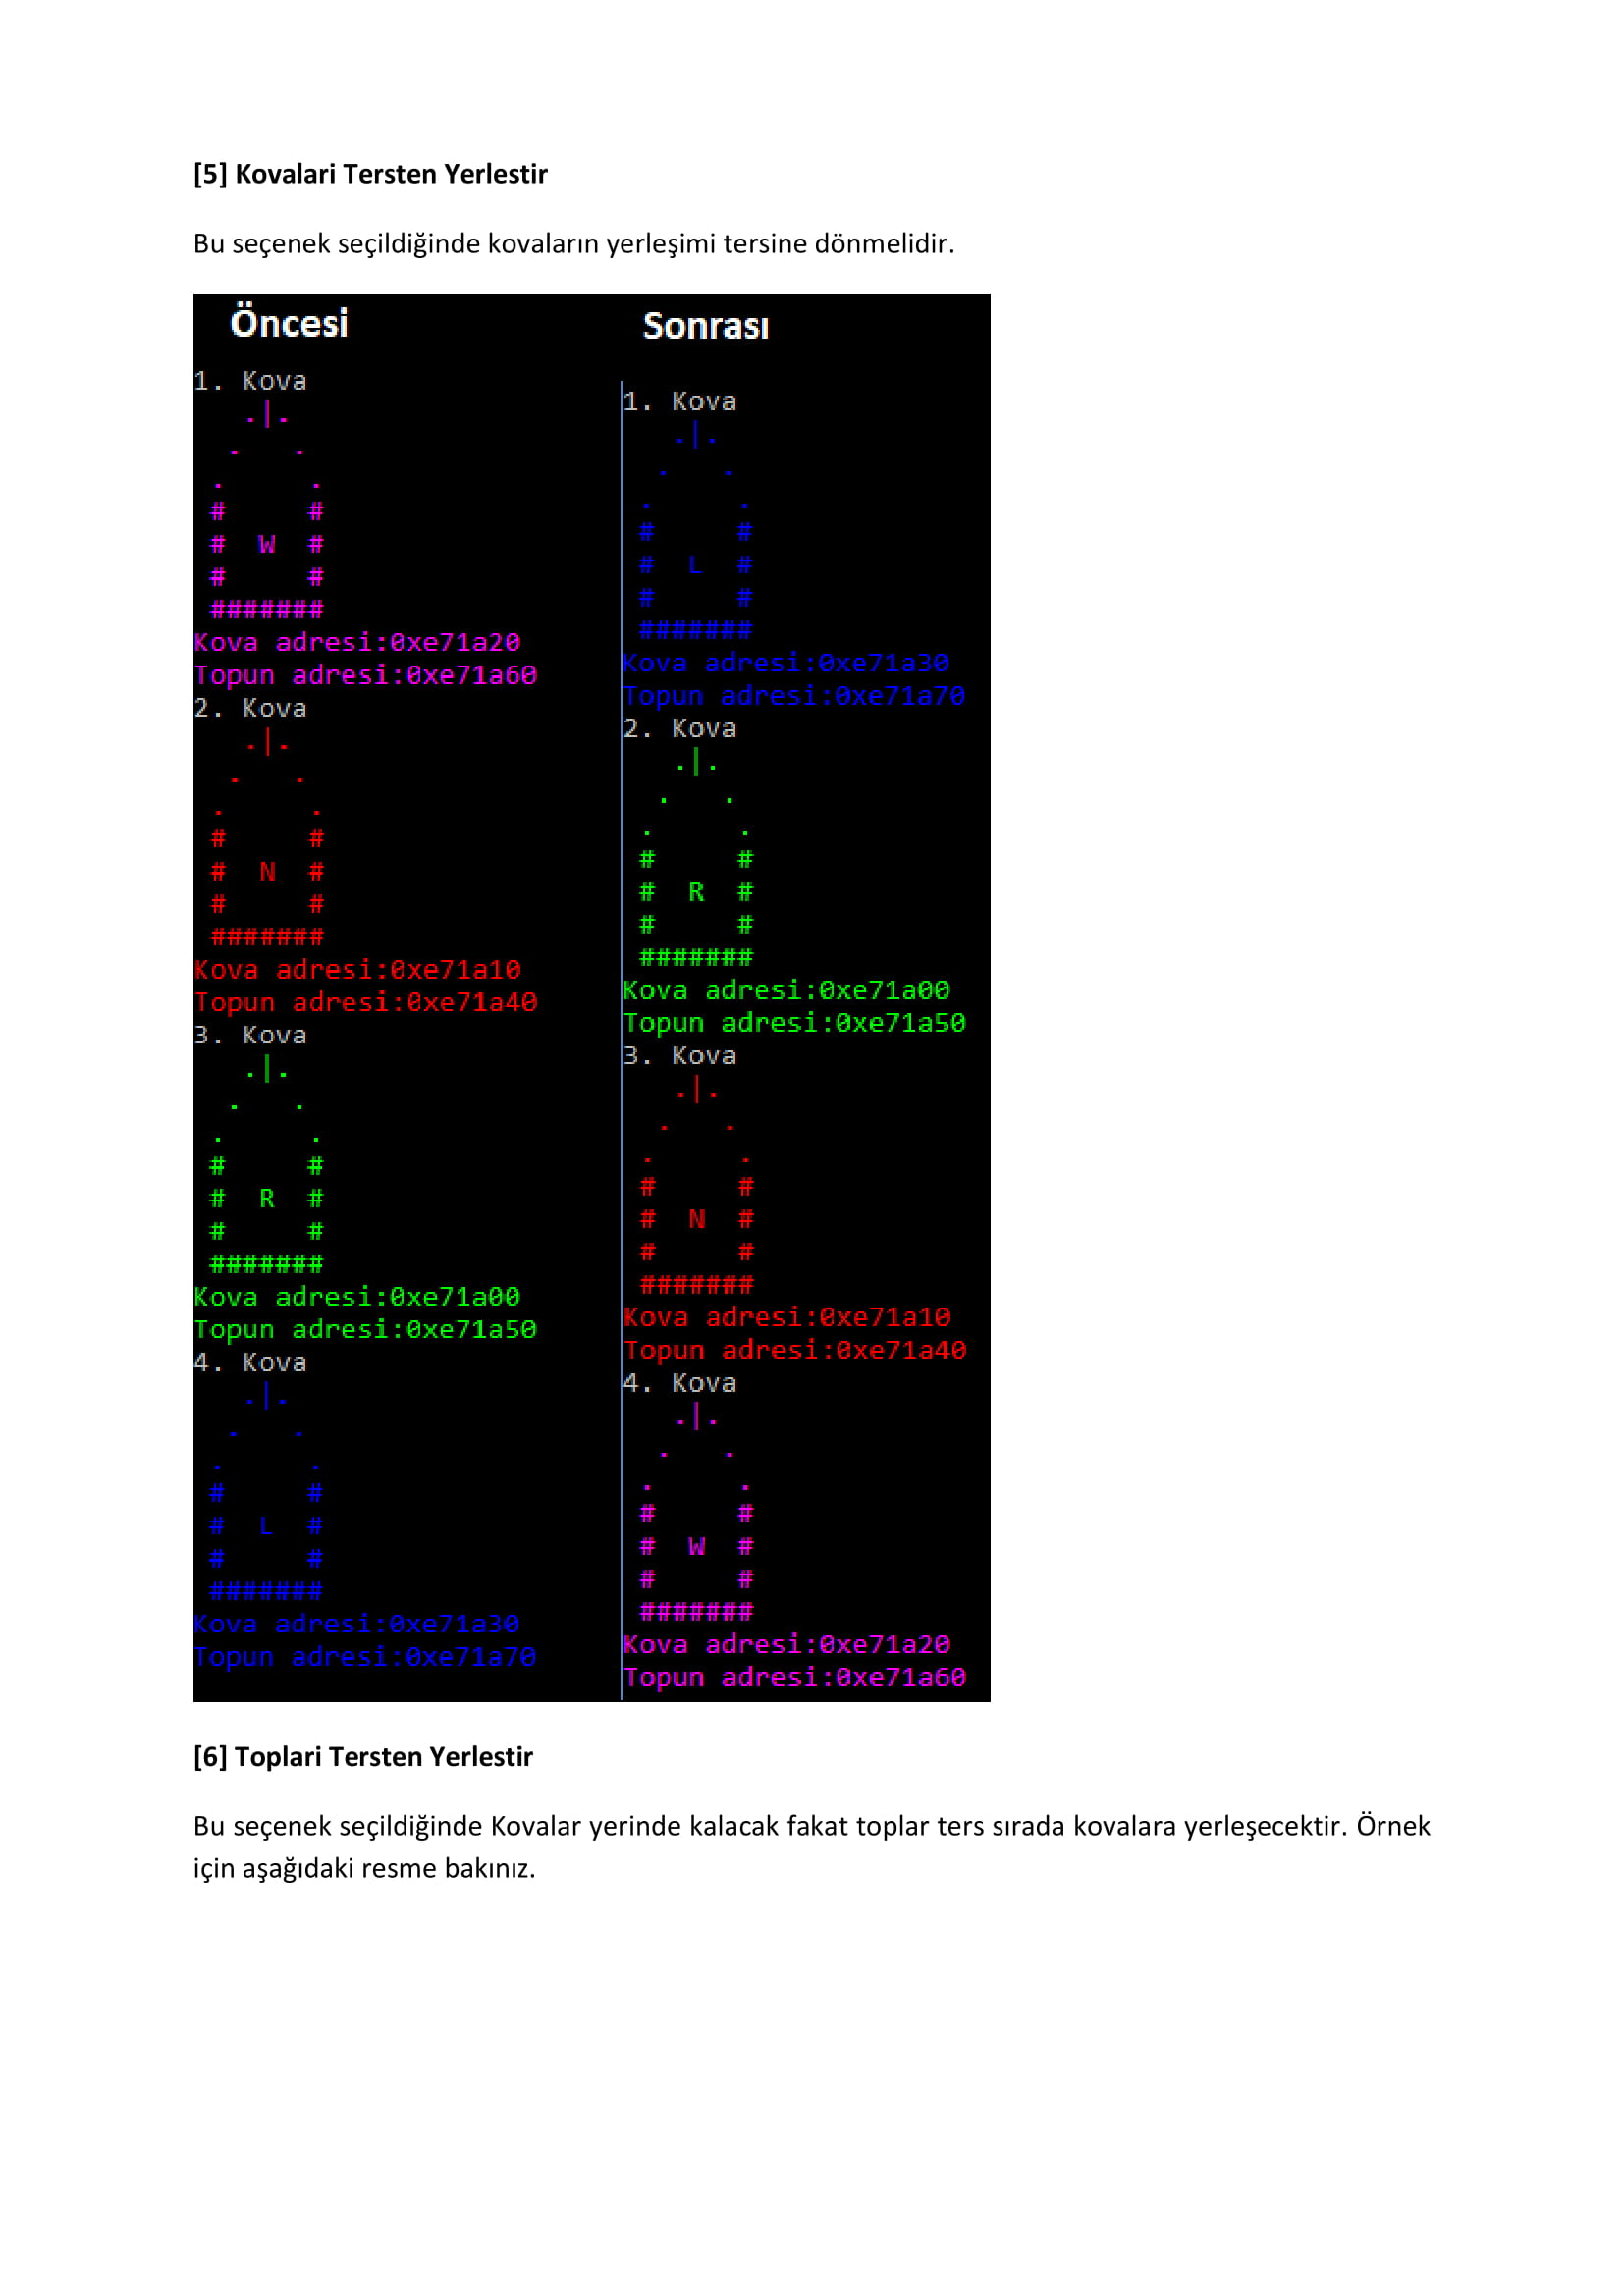 [5] Kovalari Tersten Yerlestir
Bu seçenek seçildiğinde kovaların yerleşimi tersine dönmelidir.
Öncesi
1. Kova
.|.
. .
. .
# #
# W #
# #
#######
Kova adresi:0xe71a20
Topun adresi:0xe71a60
2. Kova
.|.
. .
. .
# #
# N #
# #
#######
Kova adresi:0xe71a10
Topun adresi:0xe71a40
3. Kova
.|.
. .
. .
# #
# R #
# #
#######
Kova adresi:0xe71a00
Topun adresi:0xe71a50
4. Kova
.|.
. .
. .
# #
# L #
# #
#######
Kova adresi:0xe71a30
Topun adresi:0xe71a70
Sonrası
1. Kova
.|.
. .
. .
# #
# L #
# #
#######
Kova adresi:0xe71a30
Topun adresi:0xe71a70
2. Kova
.|.
. .
. .
# #
# R #
# #
#######
Kova adresi:0xe71a00
Topun adresi:0xe71a50
3. Kova
.|.
. .
. .
# #
# N #
# #
#######
Kova adresi:0xe71a10
Topun adresi:0xe71a40
4. Kova
.|.
. .
. .
# #
# W #
# #
#######
Kova adresi:0xe71a20
Topun adresi:0xe71a60
[6] Toplari Tersten Yerlestir
Bu seçenek seçildiğinde Kovalar yerinde kalacak fakat toplar ters sırada kovalara yerleşecektir. Örnek
için aşağıdaki resme bakınız.